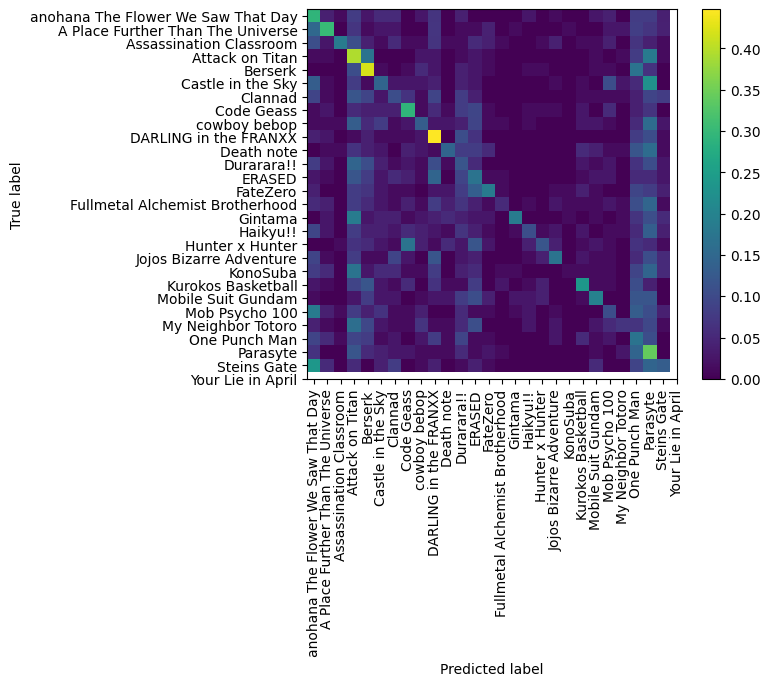 True label
anohana The Flower We Saw That Day
A Place Further Than The Universe
Assassination Classroom
Attack on Titan
Berserk
Castle in the Sky
Clannad
Code Geass
cowboy bebop
DARLING in the FRANXX
Death note
Durarara!!
ERASED
FateZero
Fullmetal Alchemist Brotherhood
Gintama
Haikyu!!
Hunter x Hunter
Jojos Bizarre Adventure
KonoSuba
Kurokos Basketball
Mobile Suit Gundam
Mob Psycho 100
My Neighbor Totoro
One Punch Man
Parasyte
Steins Gate
Your Lie in April
anohana The Flower We Saw That Day
A Place Further Than The Universe
Assassination Classroom
Attack on Titan
Berserk
Castle in the Sky
Clannad
Code Geass
cowboy bebop
DARLING in the FRANXX
Death note
Durarara!!
ERASED
FateZero
Fullmetal Alchemist Brotherhood
Gintama
Haikyu!!
Hunter x Hunter
Jojos Bizarre Adventure
KonoSuba
Kurokos Basketball
Mobile Suit Gundam
Mob Psycho 100
My Neighbor Totoro
One Punch Man
Parasyte
Steins Gate
Your Lie in April
Predicted label
0.40
0.35
0.30
0.25
0.20
0.15
0.10
0.05
0.00